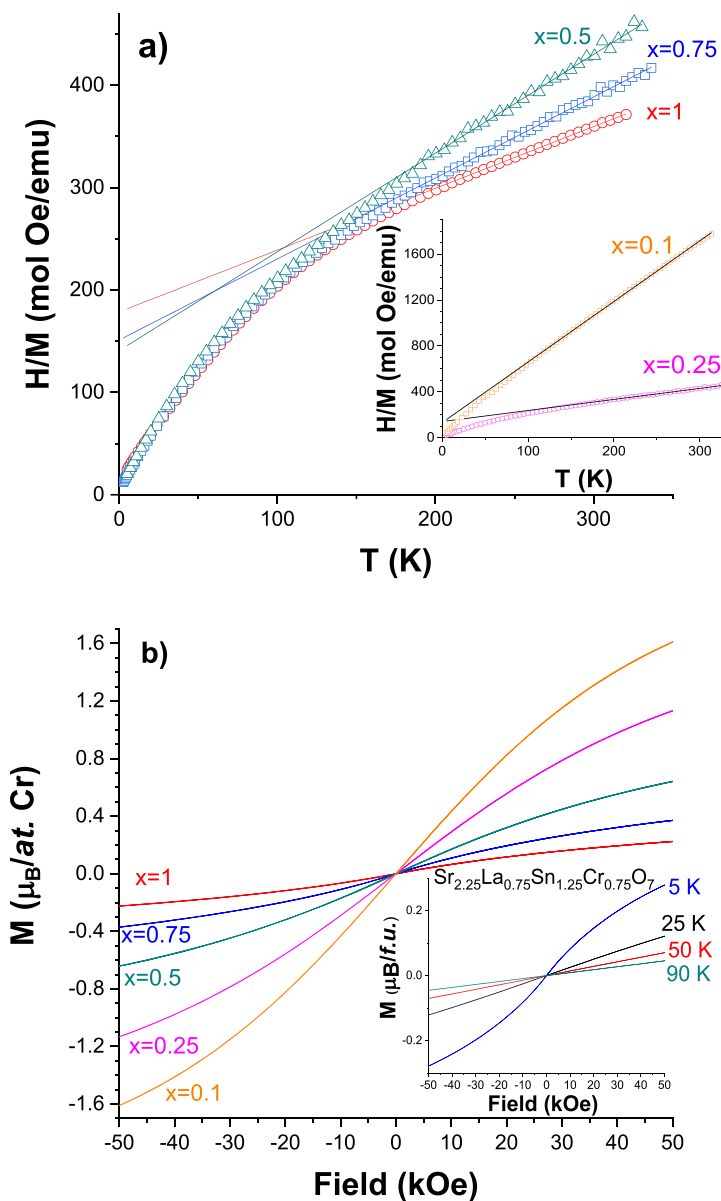 a)
x=0.5
x=0.75
x=1
H/M (mol Oe/emu)
400
300
200
100
0
0
100
200
300
T (K)
H/M (mol Oe/emu)
1600
1200
800
400
0
x=0.1
x=0.25
0
100
200
300
T (K)
b)
M (μB/at. Cr)
1.6
1.2
0.8
0.4
0.0
-0.4
-0.8
-1.2
-1.6
x=1
x=0.75
x=0.5
x=0.25
x=0.1
-50 -40 -30 -20 -10 0 10 20 30 40 50
Field (kOe)
Sr2.25La0.75Sn1.25Cr0.75O7
5 K
25 K
50 K
90 K
M (μB/f.u.)
0.2
0.0
-0.2
-50 -40 -30 -20 -10 0 10 20 30 40 50
Field (kOe)